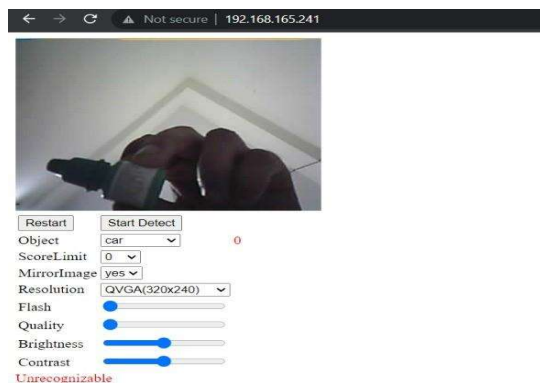 Not secure | 192.168.165.241
Restart Start Detect
Object car 0
ScoreLimit 0
MirrorImage yes
Resolution QVGA(320x240)
Flash
Quality
Brightness
Contrast
Unrecognizable